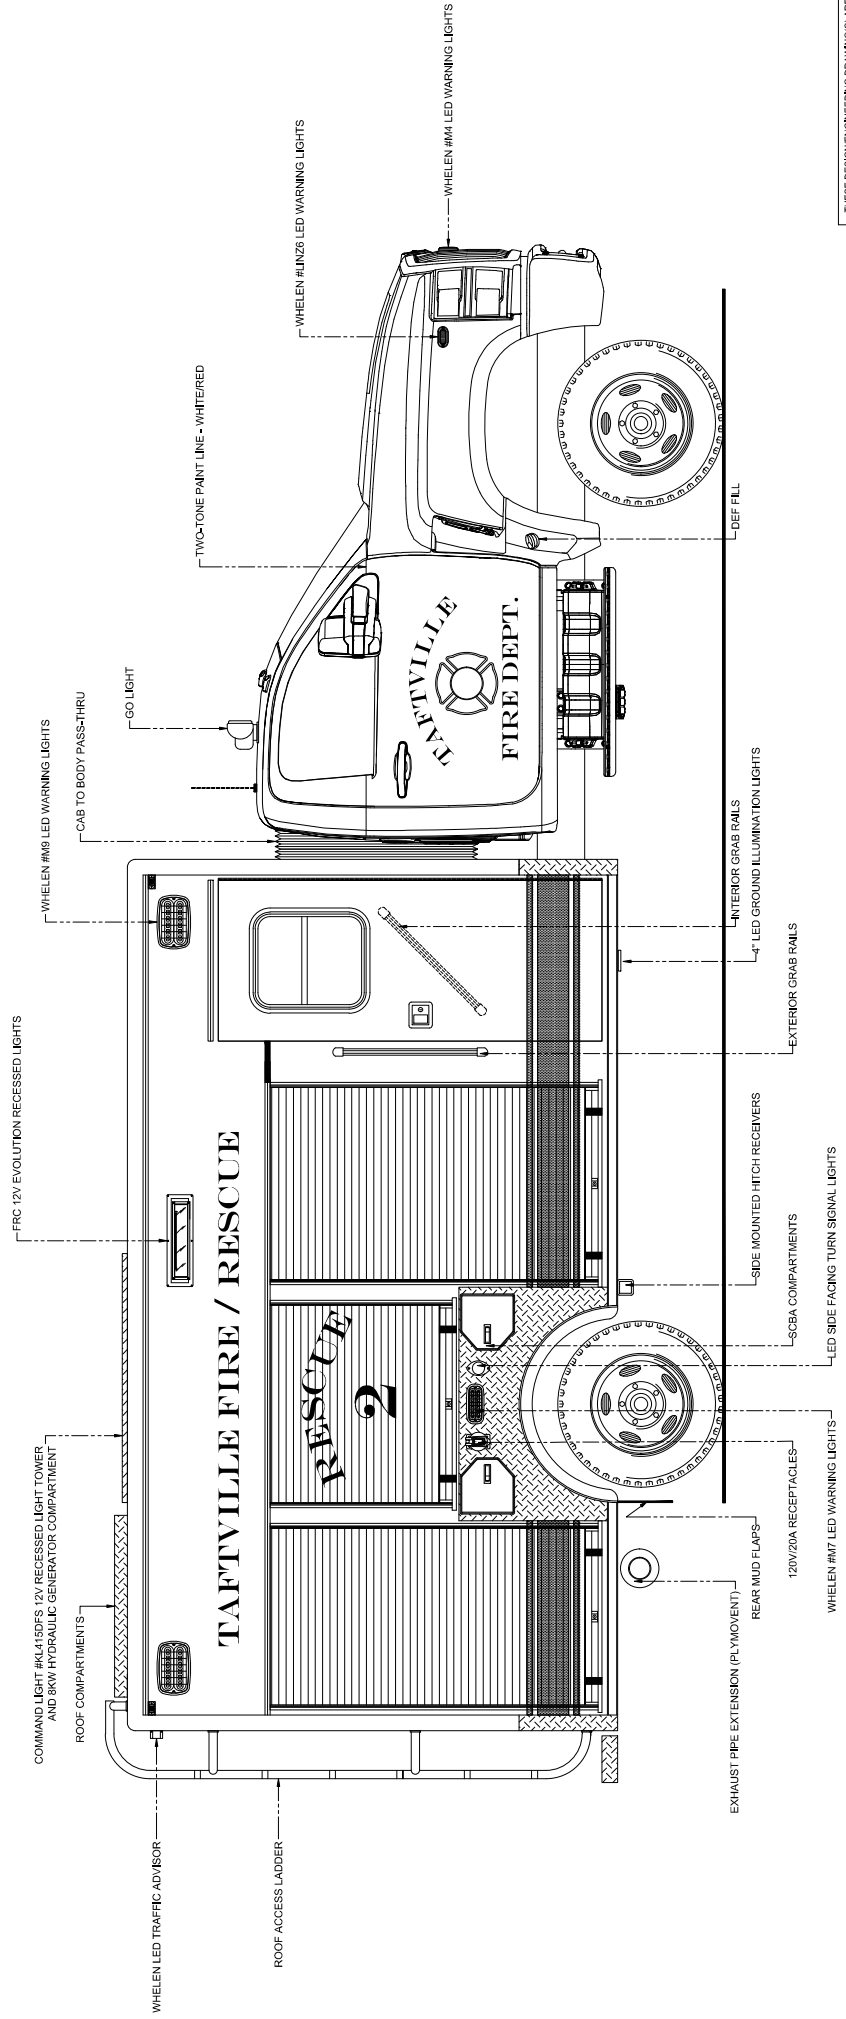 COMMAND LIGHT #KL415DFS 12V RECESSED LIGHT TOWER
AND 8KW HYDRAULIC GENERATOR COMPARTMENT
ROOF COMPARTMENTS
WHELEN LED TRAFFIC ADVISOR
ROOF ACCESS LADDER
FRC 12V EVOLUTION RECESSED LIGHTS
WHELEN #M9 LED WARNING LIGHTS
CAB TO BODY PASS-THRU
GO LIGHT
TWO-TONE PAINT LINE - WHITE/RED
WHELEN #LINZ6 LED WARNING LIGHTS
WHELEN #M4 LED WARNING LIGHTS
TAFTVILLE FIRE / RESCUE
RESCUE
2
TAFTVILLE
FIRE DEPT.
DEF FILL
INTERIOR GRAB RAILS
4" LED GROUND ILLUMINATION LIGHTS
EXTERIOR GRAB RAILS
SIDE MOUNTED HITCH RECEIVERS
SCBA COMPARTMENTS
LED SIDE FACING TURN SIGNAL LIGHTS
WHELEN #M7 LED WARNING LIGHTS
120V/20A RECEPTACLES
REAR MUD FLAPS
EXHAUST PIPE EXTENSION (PLYMOVENT)